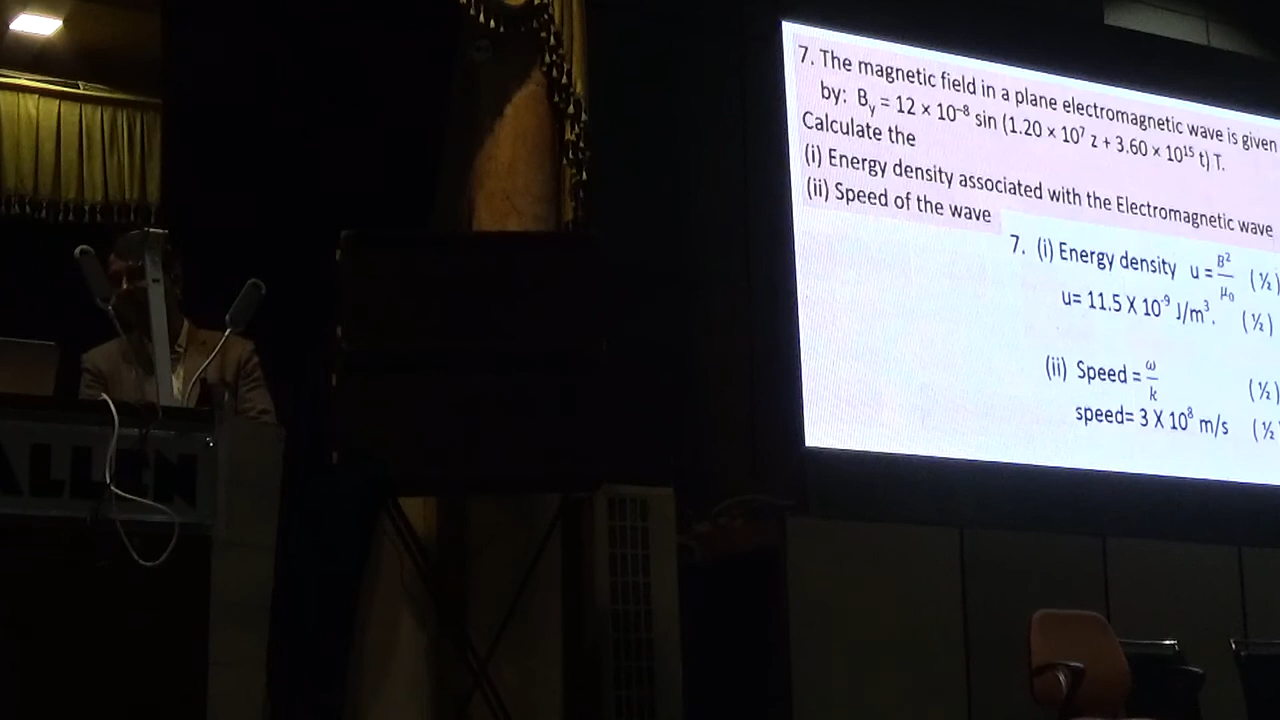 7. The magnetic field in a plane electromagnetic wave is given
by: By = 12 × 10⁻⁸ sin (1.20 × 10⁷ z + 3.60 × 10¹⁵ t) T.
Calculate the
(i) Energy density associated with the Electromagnetic wave
(ii) Speed of the wave
7. (i) Energy density u = B²/μ₀ (½)
u= 11.5 X 10⁻⁹ J/m³. (½)
(ii) Speed = ω/k (½)
speed= 3 X 10⁸ m/s (½
ALLEN